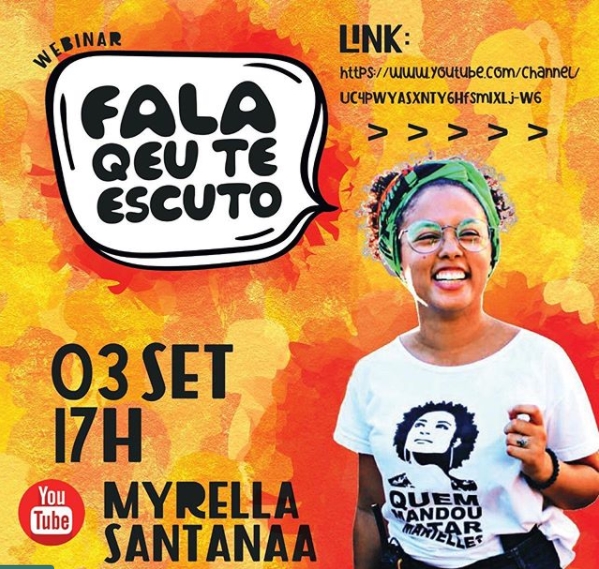 WEBINAR
FALA
QEU TE
ESCUTO
LINK:
https://www.youtube.com/channel/
UC4PWYASXNTY6HfsmIXLj-W6
> > > > >
03 SET
17H
You
Tube
MYRELLA
SANTANAA
QUEM
MANDOU
MATAR
MARIELLE?